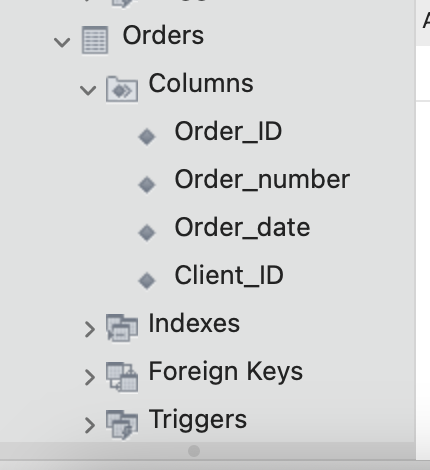 Orders
Columns
Order_ID
Order_number
Order_date
Client_ID
Indexes
Foreign Keys
Triggers